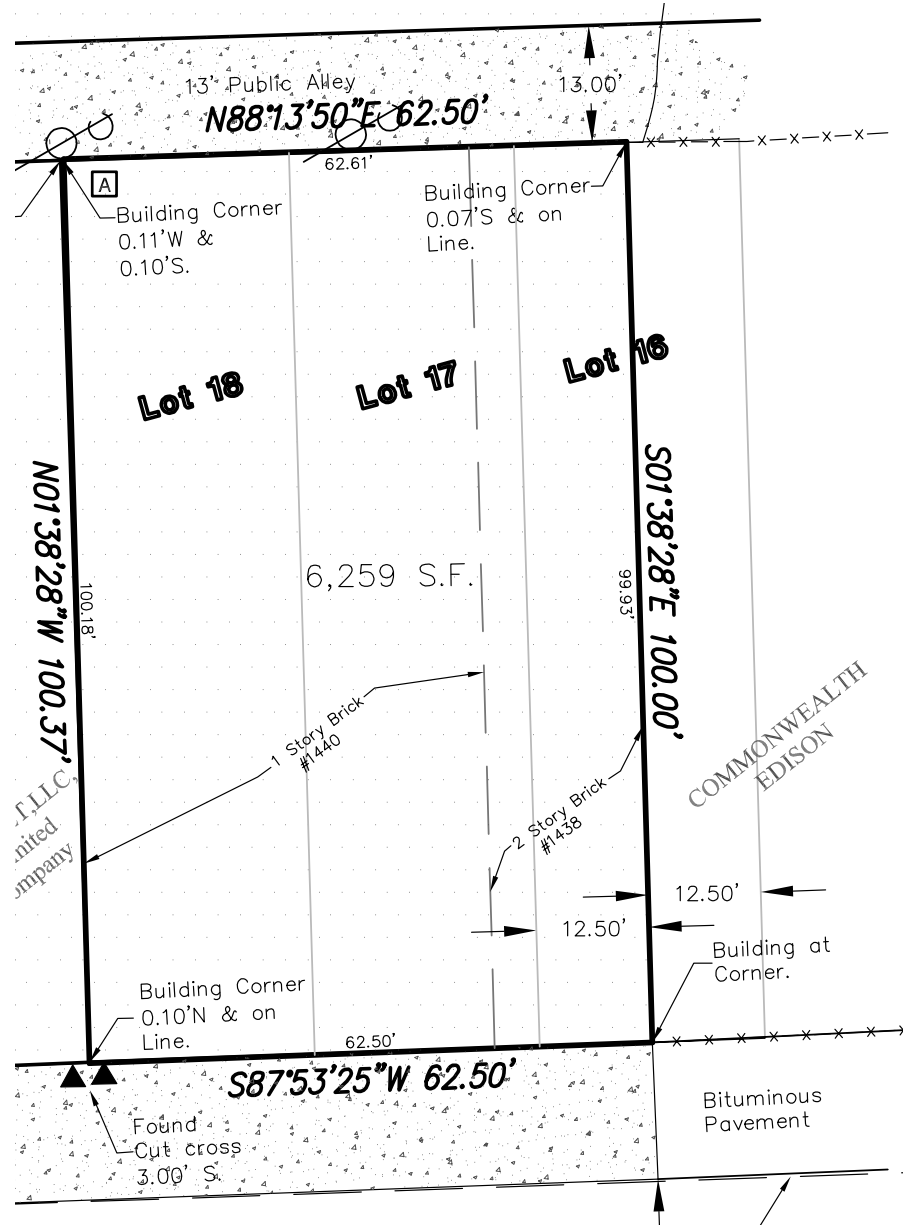 13' Public Alley
13.00'
N88°13'50"E 62.50'
62.61'
A
Building Corner
0.11'W &
0.10'S.
Building Corner
0.07'S & on
Line.
Lot 18
Lot 17
Lot 16
N01°38'28"W 100.37'
100.18'
6,259 S.F.
99.93'
S01°38'28"E 100.00'
1 Story Brick
#1440
2 Story Brick
#1438
COMMONWEALTH
EDISON
T,LLC,
mited
ompany
12.50'
12.50'
Building at
Corner.
Building Corner
0.10'N & on
Line.
62.50'
S87°53'25"W 62.50'
Found
Cut cross
3.00' S.
Bituminous
Pavement